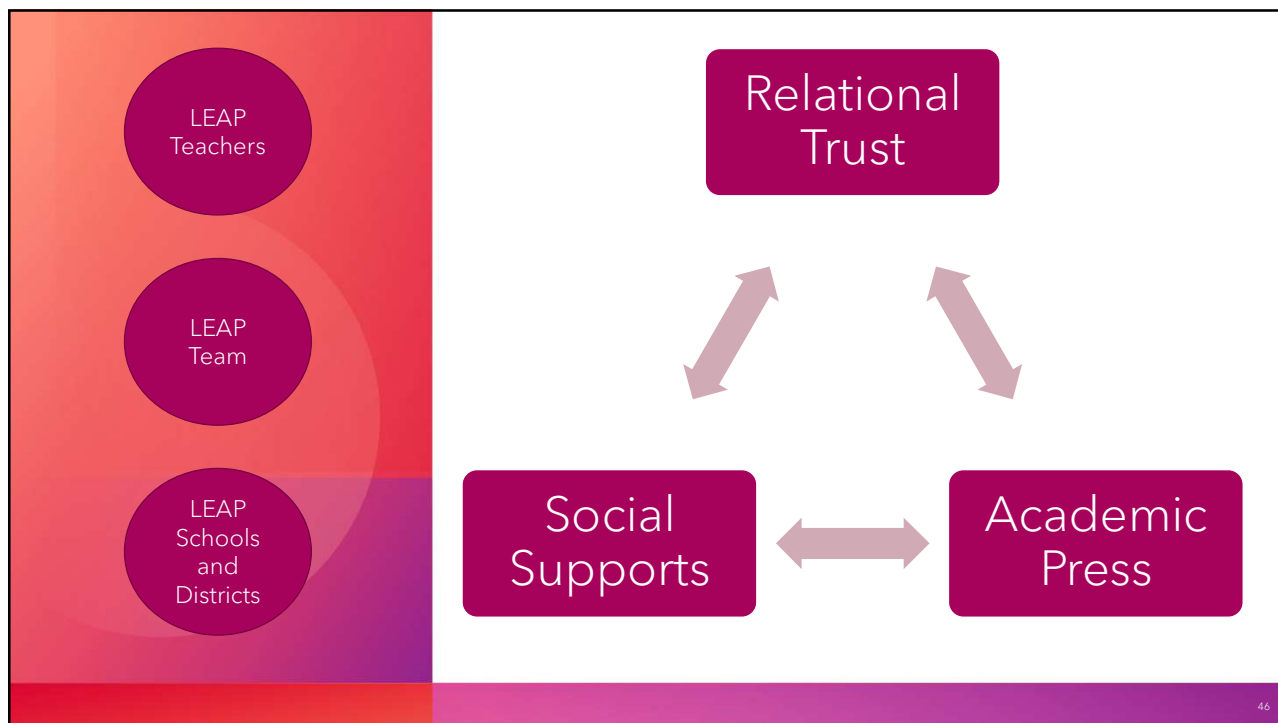 LEAP
Teachers
LEAP
Team
LEAP
Schools
and
Districts
Relational
Trust
Social
Supports
Academic
Press
46